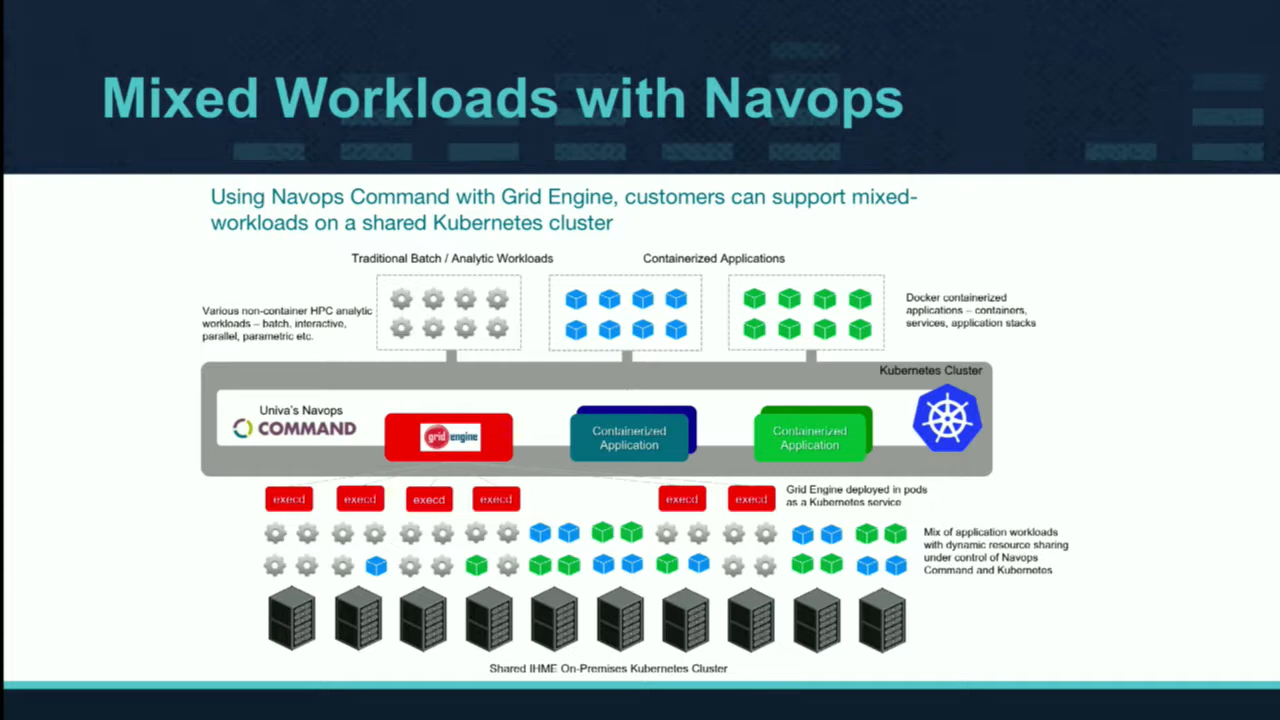 Mixed Workloads with Navops
Using Navops Command with Grid Engine, customers can support mixed-
workloads on a shared Kubernetes cluster
Traditional Batch / Analytic Workloads
Containerized Applications
Various non-container HPC analytic
workloads – batch, interactive,
parallel, parametric etc.
Docker containerized
applications – containers,
services, application stacks
Kubernetes Cluster
Univa's Navops
COMMAND
grid engine
Containerized
Application
Containerized
Application
execd
execd
execd
execd
execd
execd
Grid Engine deployed in pods
as a Kubernetes service
Mix of application workloads
with dynamic resource sharing
under control of Navops
Command and Kubernetes
Shared IHME On-Premises Kubernetes Cluster